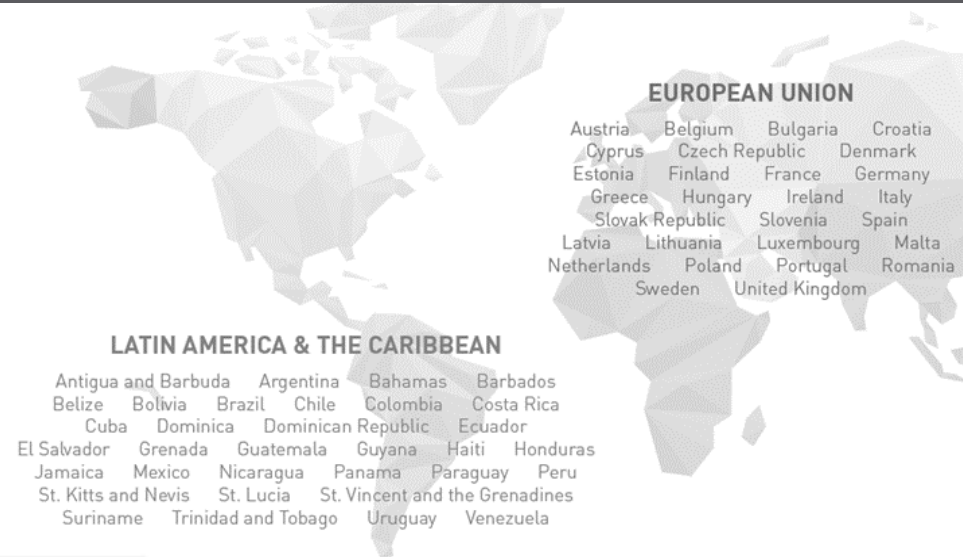 EUROPEAN UNION
Austria Belgium Bulgaria Croatia
Cyprus Czech Republic Denmark
Estonia Finland France Germany
Greece Hungary Ireland Italy
Slovak Republic Slovenia Spain
Latvia Lithuania Luxembourg Malta
Netherlands Poland Portugal Romania
Sweden United Kingdom
LATIN AMERICA & THE CARIBBEAN
Antigua and Barbuda Argentina Bahamas Barbados
Belize Bolivia Brazil Chile Colombia Costa Rica
Cuba Dominica Dominican Republic Ecuador
El Salvador Grenada Guatemala Guyana Haiti Honduras
Jamaica Mexico Nicaragua Panama Paraguay Peru
St. Kitts and Nevis St. Lucia St. Vincent and the Grenadines
Suriname Trinidad and Tobago Uruguay Venezuela